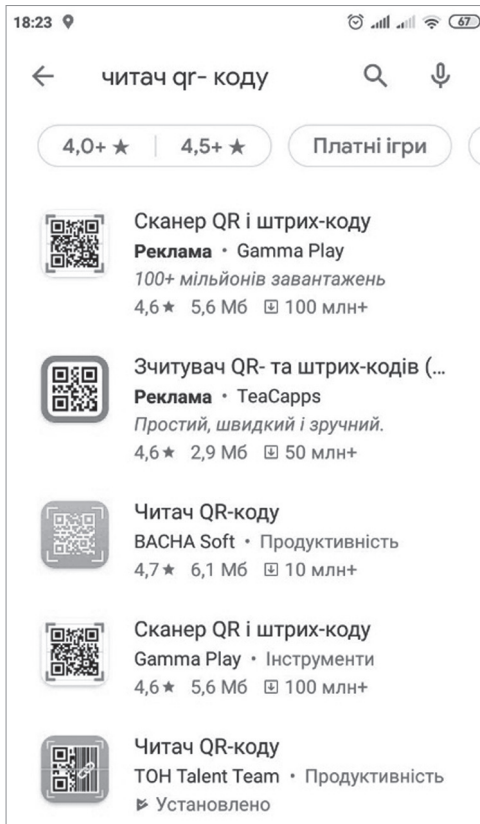 18:23 67
читач qr- коду
4,0+ ★ 4,5+ ★ Платні ігри
Сканер QR і штрих-коду
Реклама • Gamma Play
100+ мільйонів завантажень
4,6★ 5,6 Мб 100 млн+
Зчитувач QR- та штрих-кодів (...
Реклама • TeaCapps
Простий, швидкий і зручний.
4,6★ 2,9 Мб 50 млн+
Читач QR-коду
BACHA Soft • Продуктивність
4,7★ 6,1 Мб 10 млн+
Сканер QR і штрих-коду
Gamma Play • Інструменти
4,6★ 5,6 Мб 100 млн+
Читач QR-коду
TOH Talent Team • Продуктивність
Установлено